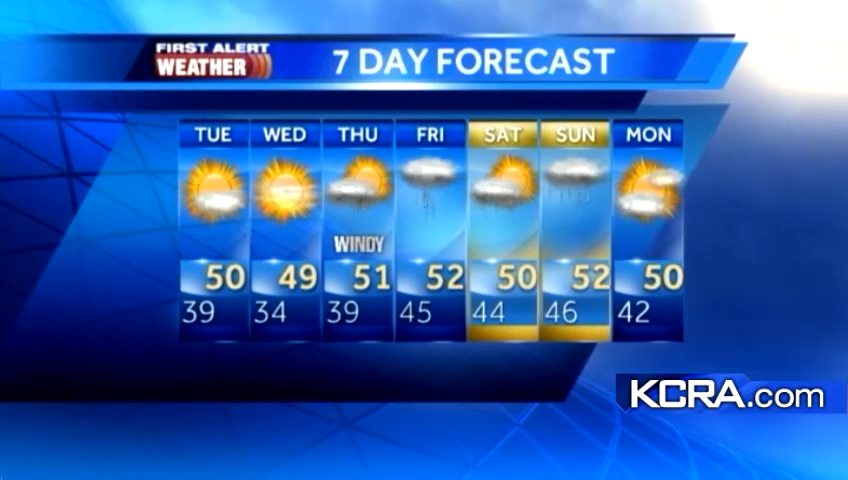 FIRST ALERT
WEATHER
7 DAY FORECAST
TUE WED THU FRI SAT SUN MON
WINDY
50 49 51 52 50 52 50
39 34 39 45 44 46 42
KCRA.com